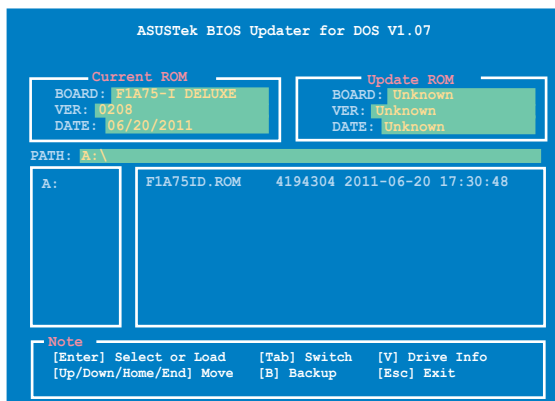 ASUSTek BIOS Updater for DOS V1.07
Current ROM
BOARD: F1A75-I DELUXE
VER: 0208
DATE: 06/20/2011
Update ROM
BOARD: Unknown
VER: Unknown
DATE: Unknown
PATH: A:\
A:
F1A75ID.ROM 4194304 2011-06-20 17:30:48
Note
[Enter] Select or Load [Tab] Switch [V] Drive Info
[Up/Down/Home/End] Move [B] Backup [Esc] Exit